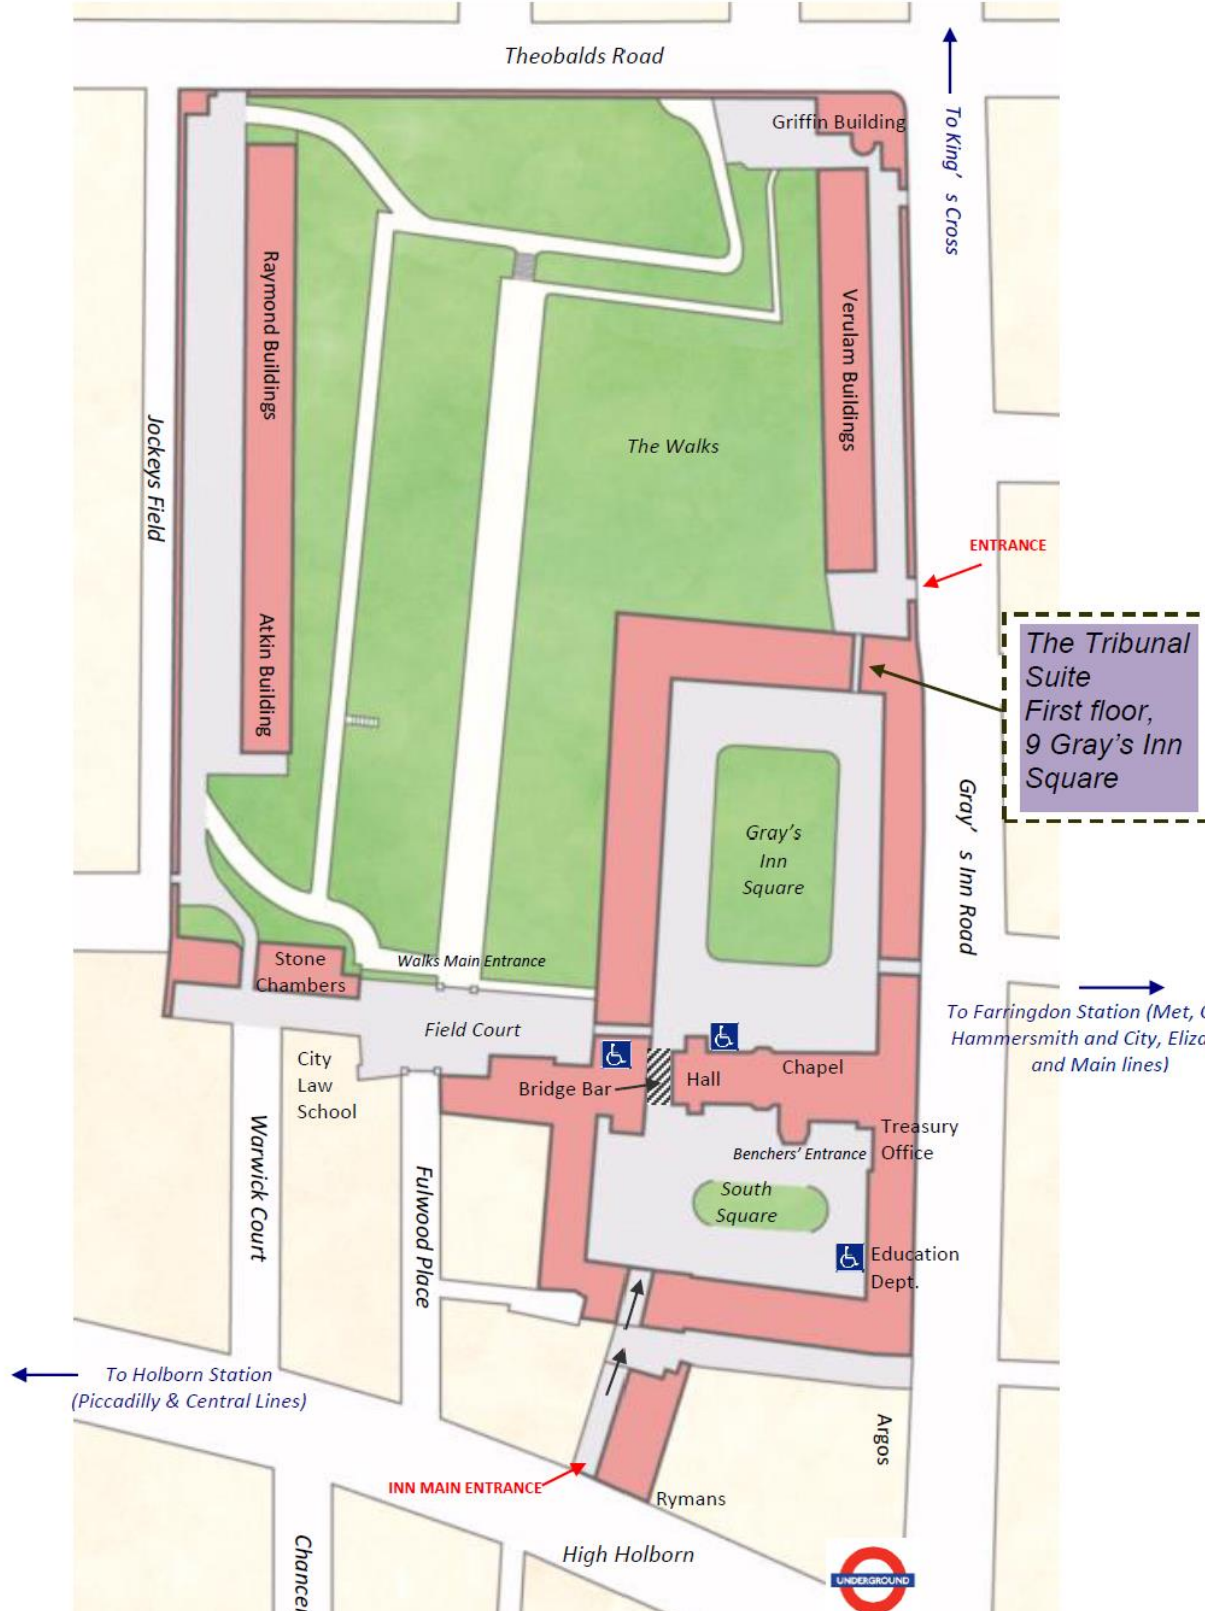 Theobalds Road
Griffin Building
To King' s Cross
Raymond Buildings
Verulam Buildings
The Walks
Jockeys Field
ENTRANCE
Atkin Building
The Tribunal
Suite
First floor,
9 Gray's Inn
Square
Gray's
Inn
Square
Gray' s Inn Road
Stone
Chambers
Walks Main Entrance
To Farringdon Station (Met,
Hammersmith and City,
and Main lines)
Field Court
City
Law
School
Bridge Bar
Hall
Chapel
Treasury
Office
Benchers' Entrance
South
Square
Warwick Court
Fulwood Place
Education
Dept.
To Holborn Station
(Piccadilly & Central Lines)
Argos
INN MAIN ENTRANCE
Rymans
High Holborn
UNDERGROUND